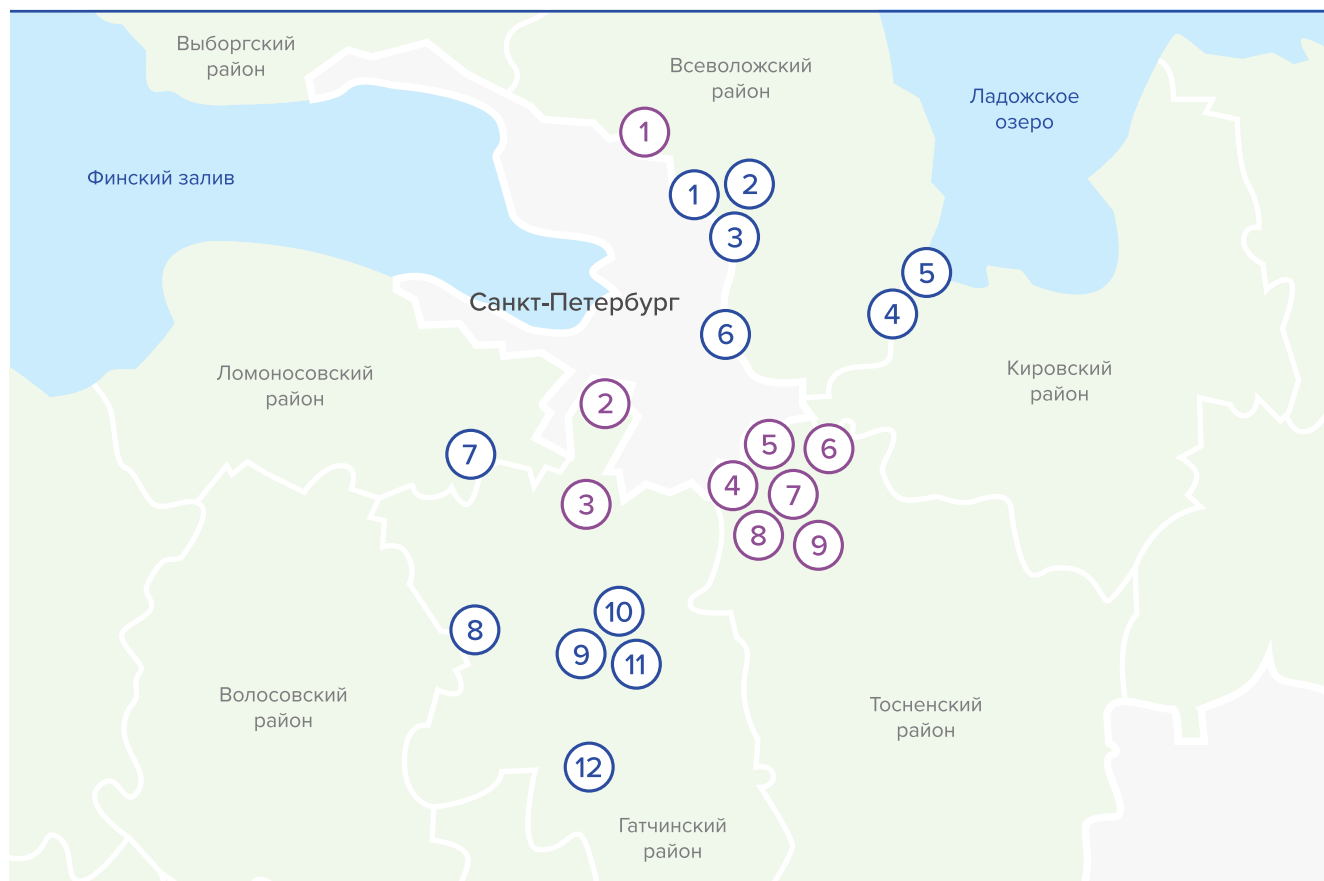 Выборгский
район
Всеволожский
район
Ладожское
озеро
1
Финский залив
1
2
3
5
4
Санкт-Петербург
6
Ломоносовский
район
Кировский
район
2
7
5
6
4
7
3
8
9
8
10
9
11
Волосовский
район
Тосненский
район
12
Гатчинский
район